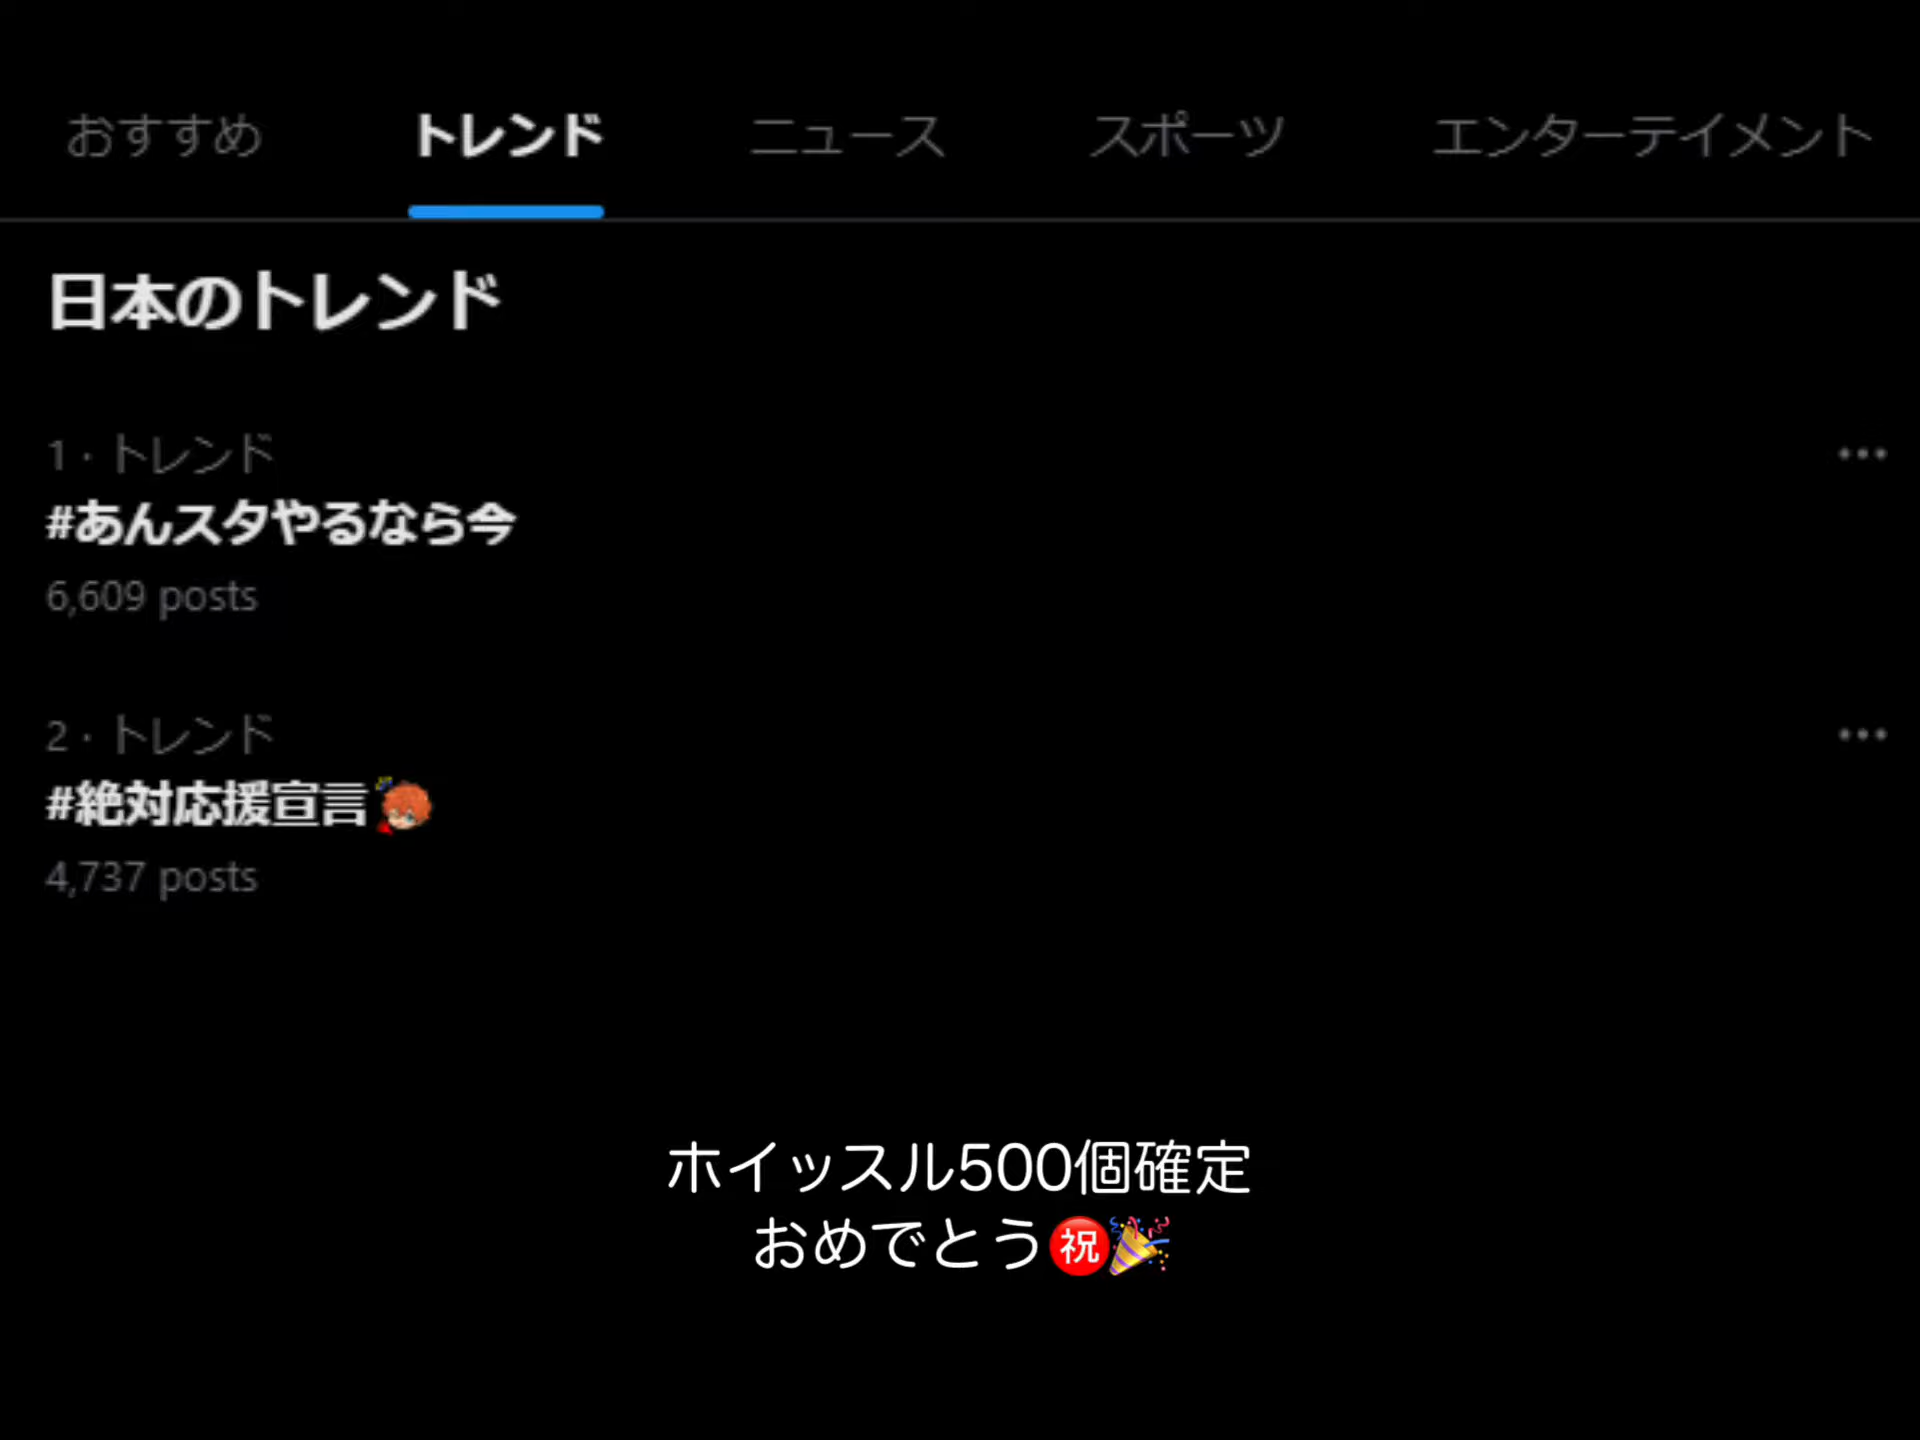 おすすめ トレンド ニュース スポーツ エンターテイメント
日本のトレンド
1・トレンド
#あんスタやるなら今
6,609 posts
2・トレンド
#絶対応援宣言
4,737 posts
ホイッスル500個確定
おめでとう㊗🎉